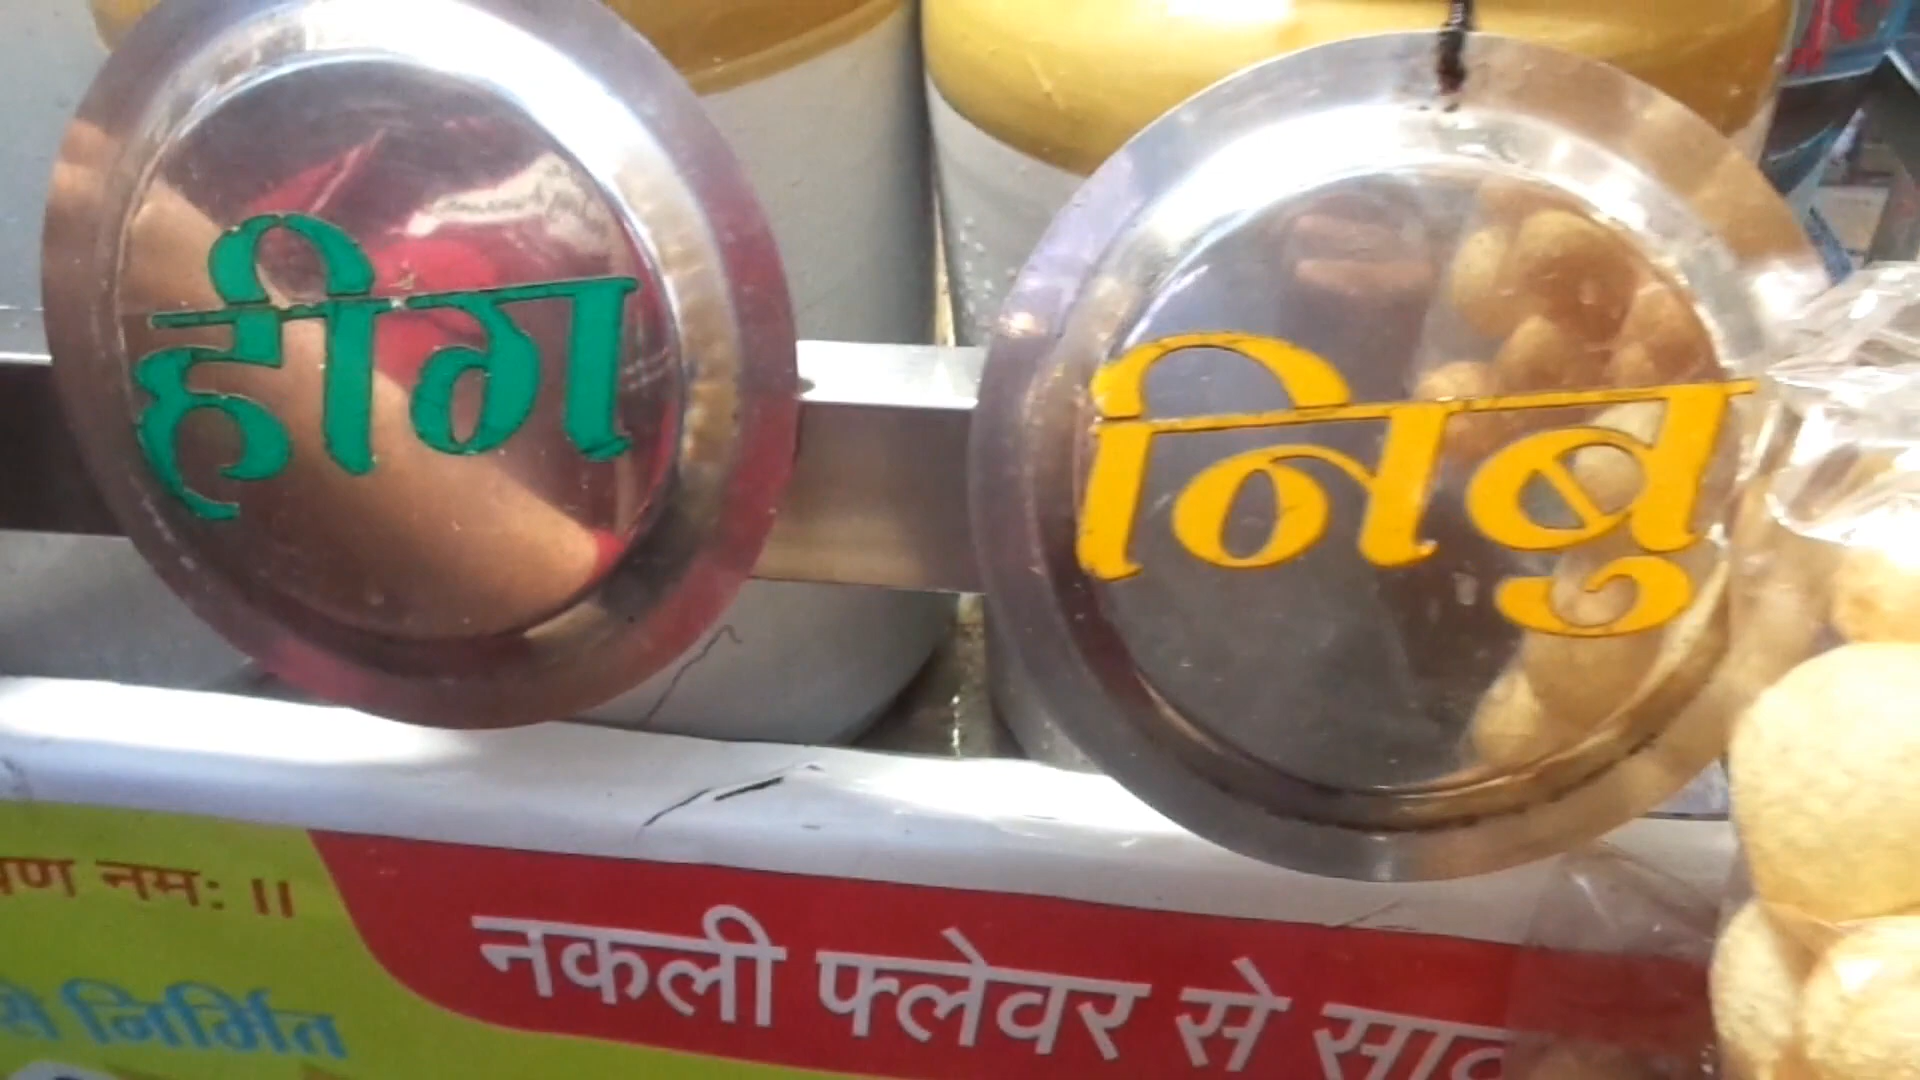 हीग
निबु
नमः ॥
नकली फ्लेवर से
से निर्मित